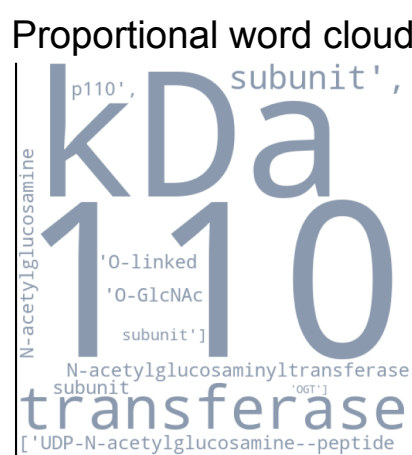 Proportional word cloud
p110',
subunit',
kDa
N-acetylglucosamine
110
'O-linked
'O-GlcNAc
subunit']
N-acetylglucosaminyltransferase
subunit
'OGT']
transferase
['UDP-N-acetylglucosamine--peptide